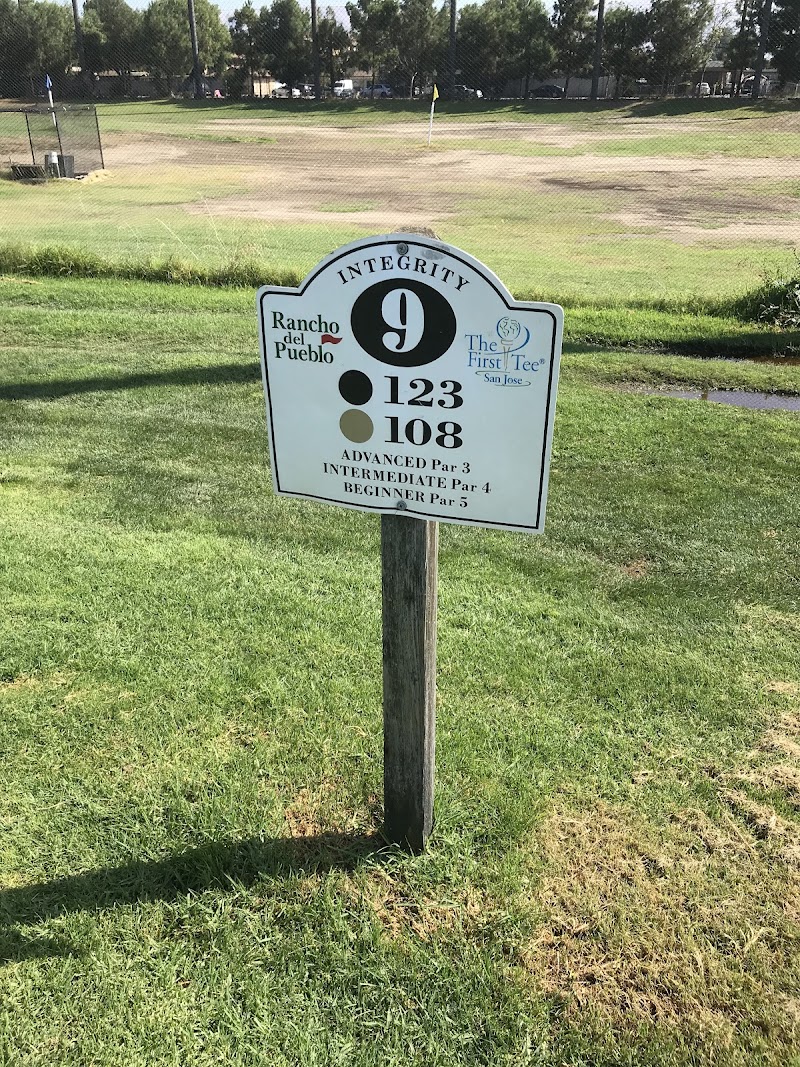 INTEGRITY
9
Rancho
del
Pueblo
The
First Tee®
San Jose
123
108
ADVANCED Par 3
INTERMEDIATE Par 4
BEGINNER Par 5